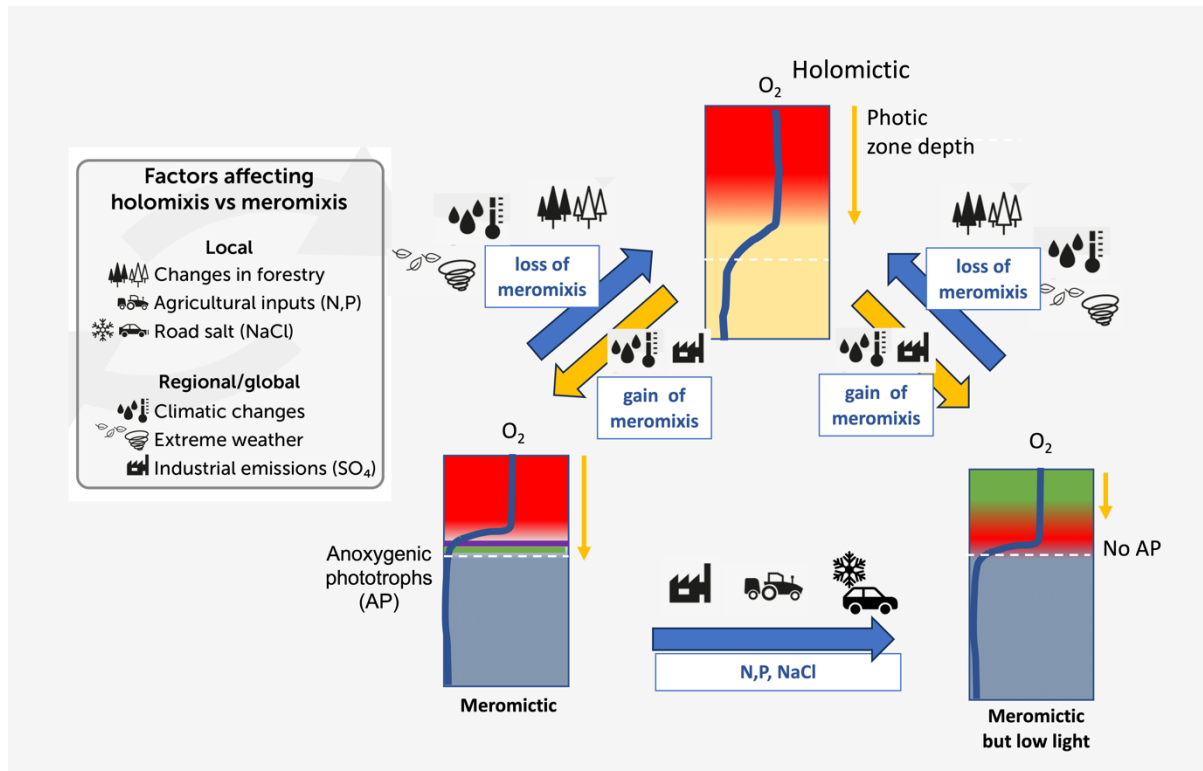 Holomictic
O₂
Photic
zone depth
Factors affecting
holomixis vs meromixis
Local
Changes in forestry
Agricultural inputs (N,P)
Road salt (NaCl)
Regional/global
Climatic changes
Extreme weather
Industrial emissions (SO₄)
loss of
meromixis
loss of
meromixis
gain of
meromixis
gain of
meromixis
O₂
Anoxygenic
phototrophs
(AP)
Meromictic
N,P, NaCl
O₂
No AP
Meromictic
but low light